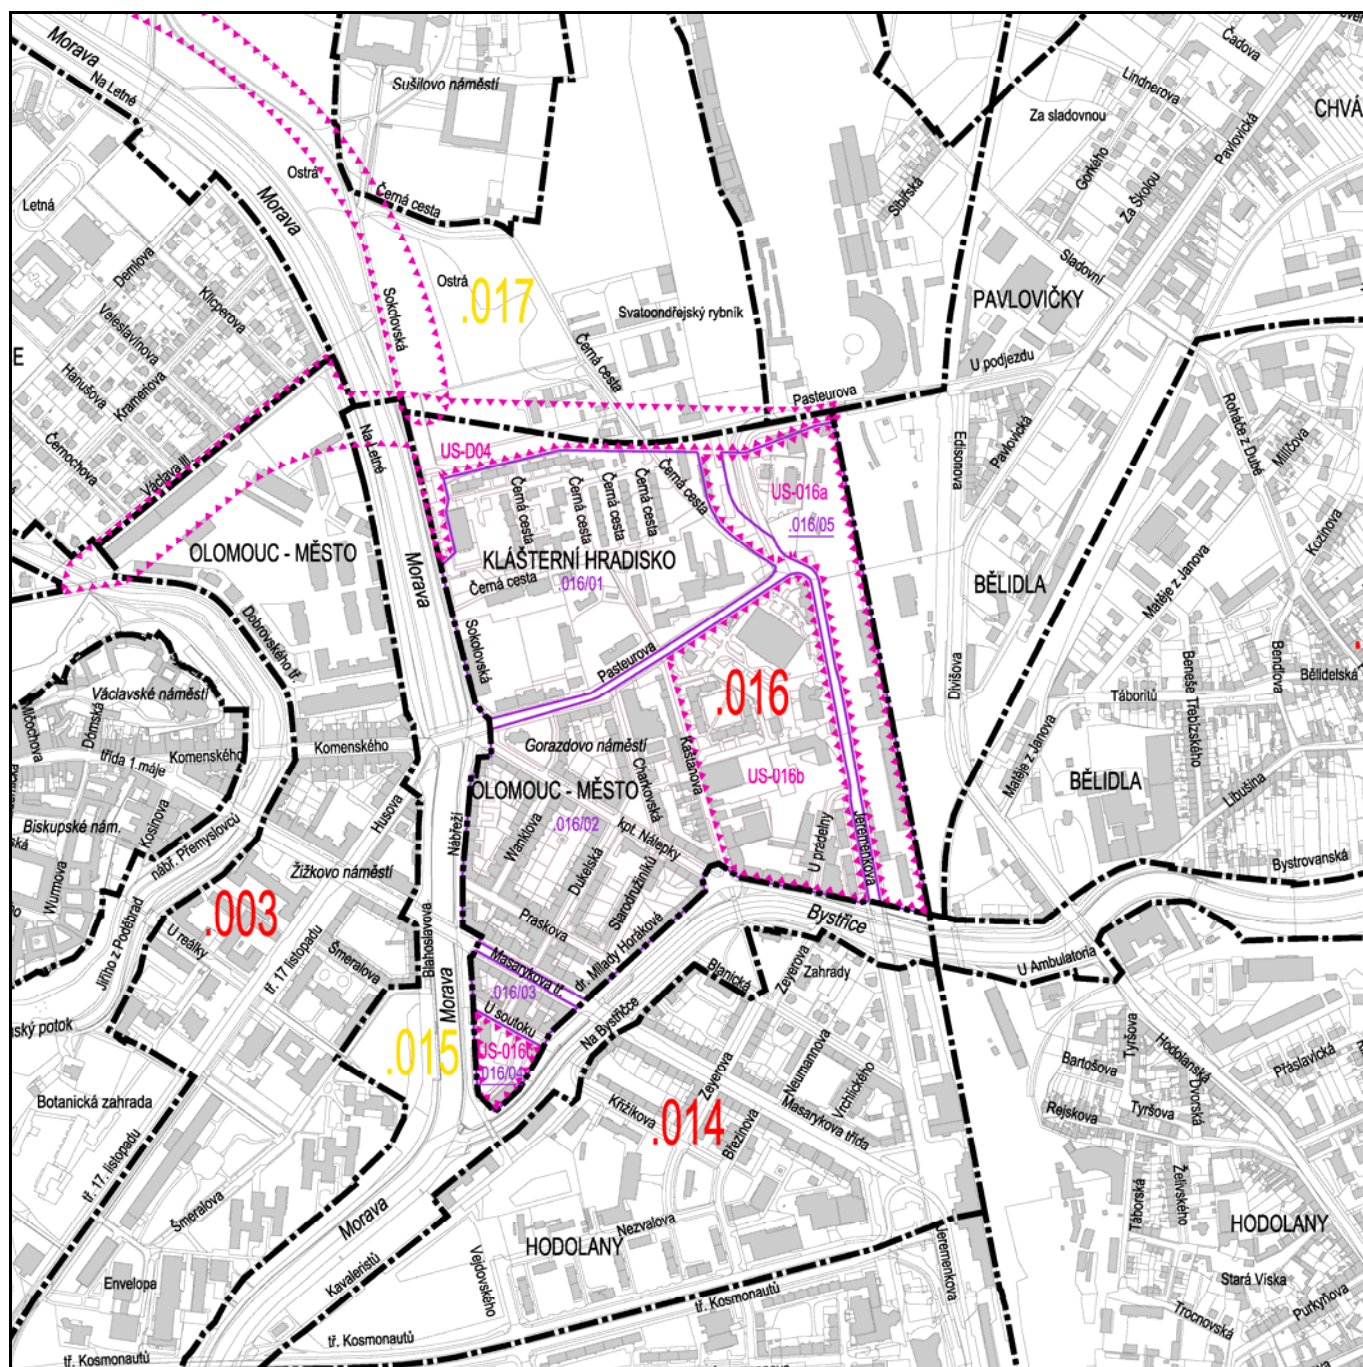 Morava
Na Letné
Sušilovo náměstí
Čadova
Lindnerova
Za sladovnou
CHVÁ
Pavlovická
Gorkého
Za Školou
Sibiřská
Ostrá
Černá cesta
Letná
Morava
Demlova
Klicperova
Veleslavínova
Hanušova
Krameriova
Černochova
Václava III.
E
Sokolovská
Ostrá
.017
Svatoondřejský rybník
Černá cesta
Sladovní
PAVLOVIČKY
U podjezdu
Pasteurova
Na Letné
US-D04
Edisonova
Pavlovická
Roháče z Dubé
Milíčova
Kozinova
Černá cesta
Černá cesta
Černá cesta
Černá cesta
Černá cesta
US-016a
.016/05
OLOMOUC - MĚSTO
Morava
KLÁŠTERNÍ HRADISKO
.016/01
Černá cesta
BĚLIDLA
Matěje z Janova
Dobrovského tř.
Sokolovská
Pasteurova
Divišova
Bendlova
Beneše Třebízského
Bělidelská
Táboritů
Václavské náměstí
Mlčochova
Dómská
Komenského
třída 1.máje
Komenského
.016
Gorazdovo náměstí
Kaštanova
Charkovská
US-016b
Matěje z Janova
BĚLIDLA
Libušina
OLOMOUC - MĚSTO
.016/02
Husova
Nábřeží
Wanklova
kpt. Nálepky
Dukelská
Starodružiníků
U prádelny
Jeremenkova
Biskupské nám.
Kosinova
nábř. Přemyslovců
Wurmova
Žižkovo náměstí
Bystrovanská
.003
U reálky
Jiřího z Poděbrad
tř. 17 listopadu
Šmeralova
Blahoslavova
Praskova
dr. Milady Horákové
Bystřice
Masarykova tř.
.016/03
U soutoku
Blanická
Zeyerova
Zahrady
U Ambulatoria
Na Bystřičce
Morava
.015
US-016c
.016/04
Botanická zahrada
tř. 17. listopadu
Šmeralova
Zeyerova
Neumannova
Vrchlického
Masarykova třída
Křížkova
.014
Březinova
Bartošova
Tyršova
Hodolanská
Dvorská
Přáslavická
Rejskova
Tyršova
Táborská
Želivského
HODOLANY
Nezvalova
HODOLANY
Morava
Kavaleristů
Vejdovského
Jeremenkova
Envelopa
Stará Víska
Purkyňova
Trocnovská
tř. Kosmonautů
tř. Kosmonautů
tř. Kosmonautů